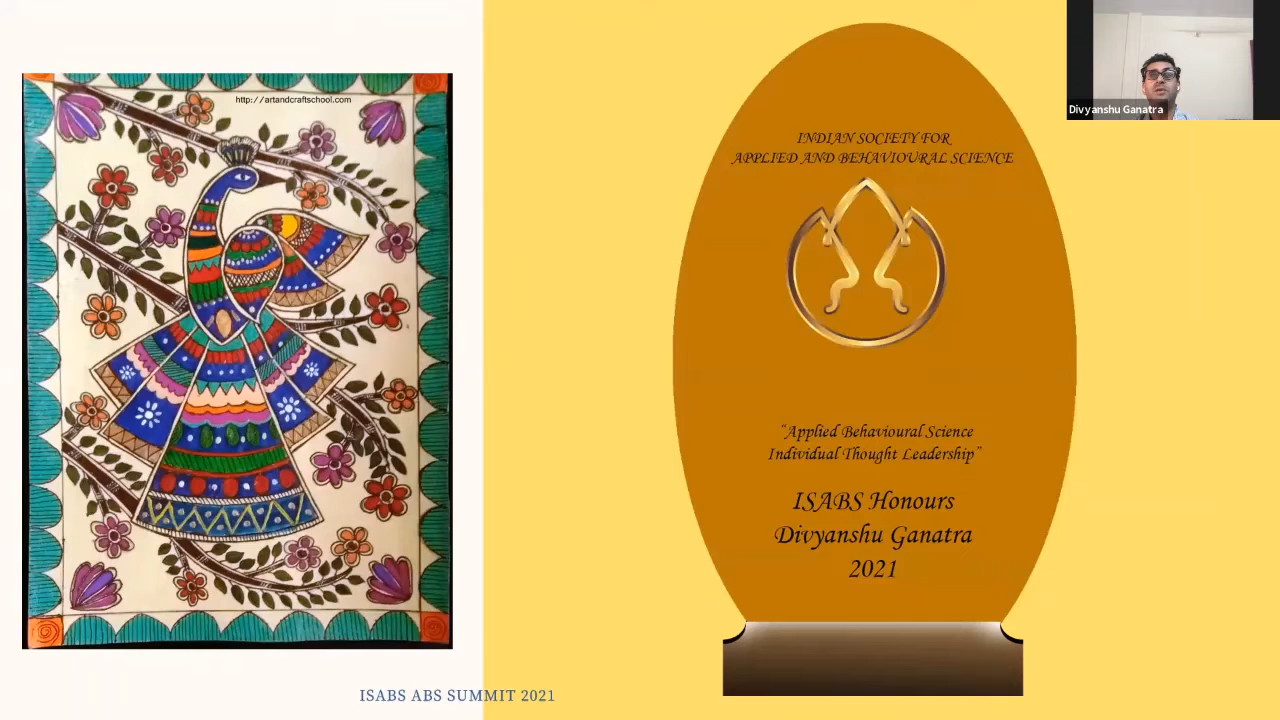 http://artandcraftschool.com
INDIAN SOCIETY FOR
APPLIED AND BEHAVIOURAL SCIENCE
"Applied Behavioural Science
Individual Thought Leadership"
ISABS Honours
Divyanshu Ganatra
2021
Divyanshu Ganatra
ISABS ABS SUMMIT 2021